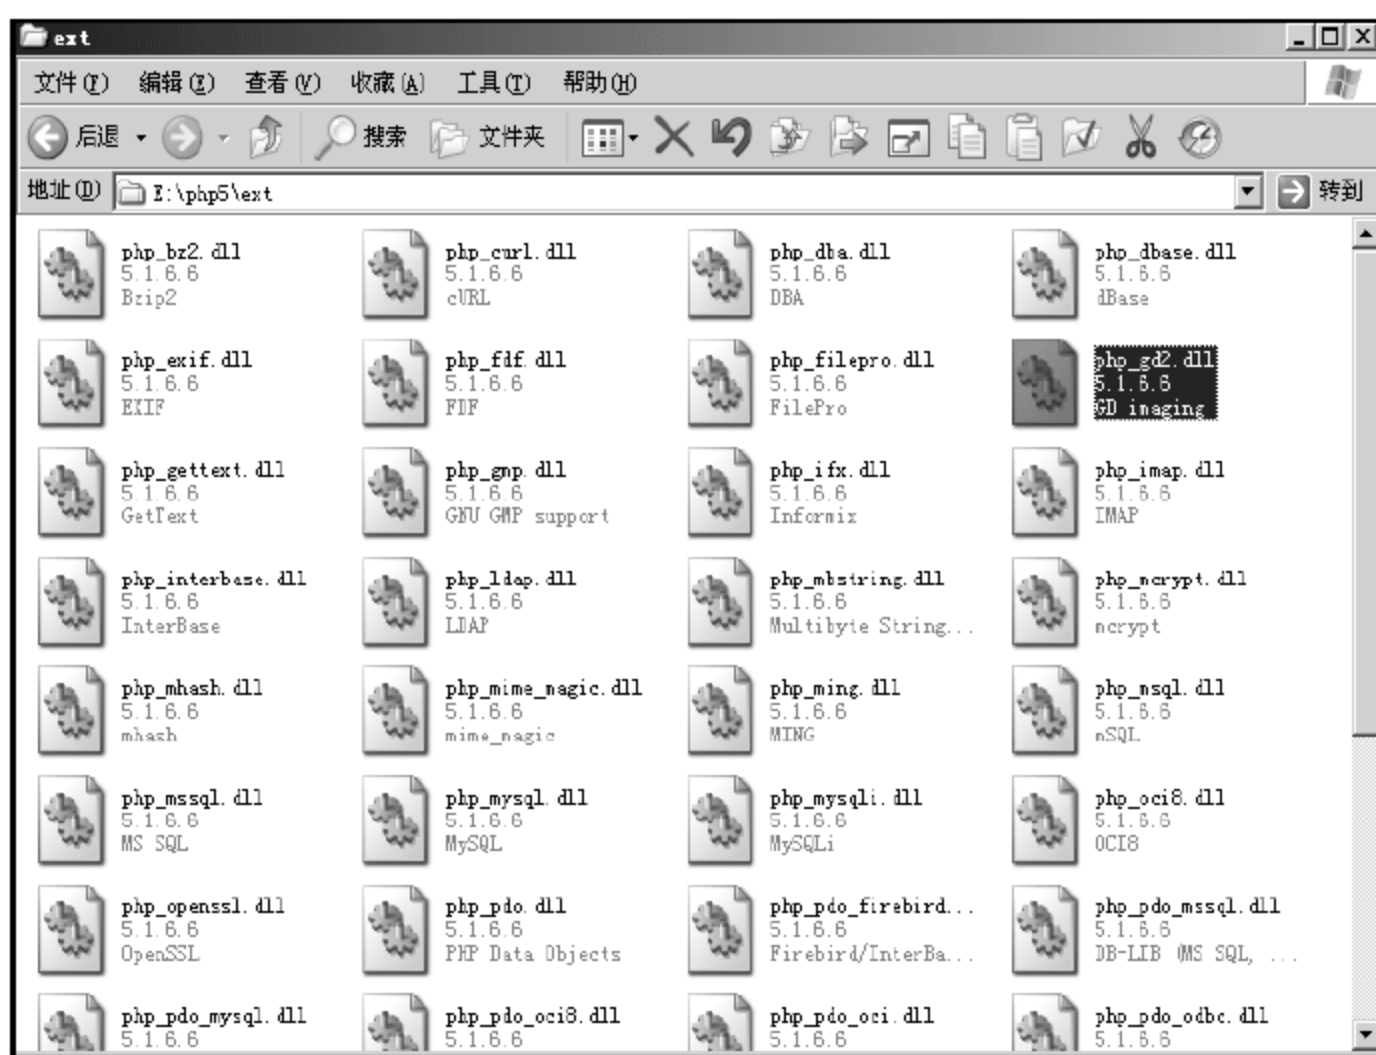 ext
文件(F) 编辑(E) 查看(V) 收藏(A) 工具(T) 帮助(H)
后退 搜索 文件夹
地址(D) E:\php5\ext 转到
php_bz2.dll php_curl.dll php_dba.dll php_dbase.dll
5.1.6.6 5.1.6.6 5.1.6.6 5.1.6.6
Bzip2 cURL DBA dBase
php_exif.dll php_fdf.dll php_filepro.dll php_gd2.dll
5.1.6.6 5.1.6.6 5.1.6.6 5.1.6.6
EXIF FDF FilePro GD imaging
php_gettext.dll php_gmp.dll php_ifx.dll php_imap.dll
5.1.6.6 5.1.6.6 5.1.6.6 5.1.6.6
GetText GNU GMP support Informix IMAP
php_interbase.dll php_ldap.dll php_mbstring.dll php_mcrypt.dll
5.1.6.6 5.1.6.6 5.1.6.6 5.1.6.6
InterBase LDAP Multibyte String... mcrypt
php_mhash.dll php_mime_magic.dll php_ming.dll php_msql.dll
5.1.6.6 5.1.6.6 5.1.6.6 5.1.6.6
mhash mime_magic MING mSQL
php_mssql.dll php_mysql.dll php_mysqli.dll php_oci8.dll
5.1.6.6 5.1.6.6 5.1.6.6 5.1.6.6
MS SQL MySQL MySQLi OCI8
php_openssl.dll php_pdo.dll php_pdo_firebird... php_pdo_mssql.dll
5.1.6.6 5.1.6.6 5.1.6.6 5.1.6.6
OpenSSL PHP Data Objects Firebird/InterBa... DB-LIB (MS SQL, ...
php_pdo_mysql.dll php_pdo_oci8.dll php_pdo_oci.dll php_pdo_odbc.dll
5.1.6.6 5.1.6.6 5.1.6.6 5.1.6.6